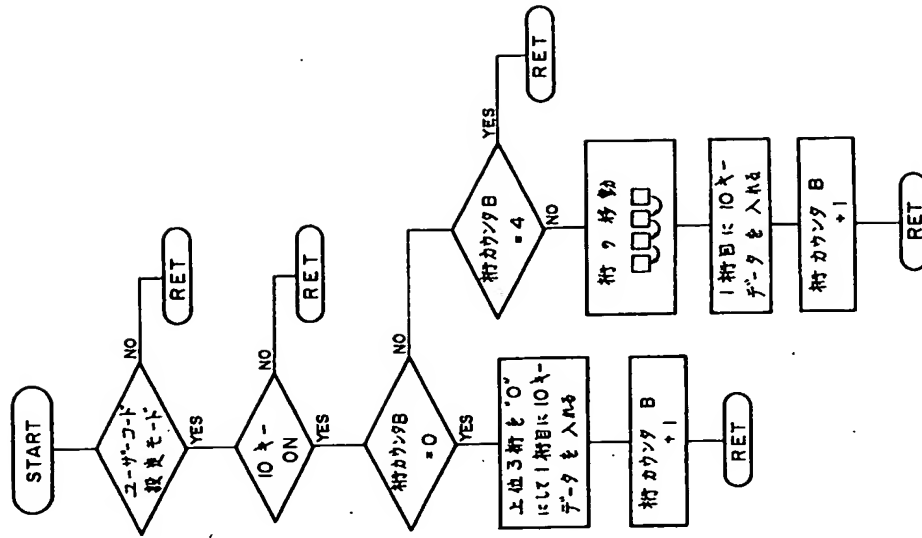 START
ユーザーコード
設定モード
NO
RET
YES
10キー
ON
NO
RET
YES
桁カウンタB
=0
NO
YES
上位3桁を"0"
にして1桁目に10キー
データを入れる
桁カウンタ B
+1
RET
桁カウンタB
=4
YES
RET
NO
桁の移動
1桁目に10キー
データを入れる
桁カウンタ B
+1
RET